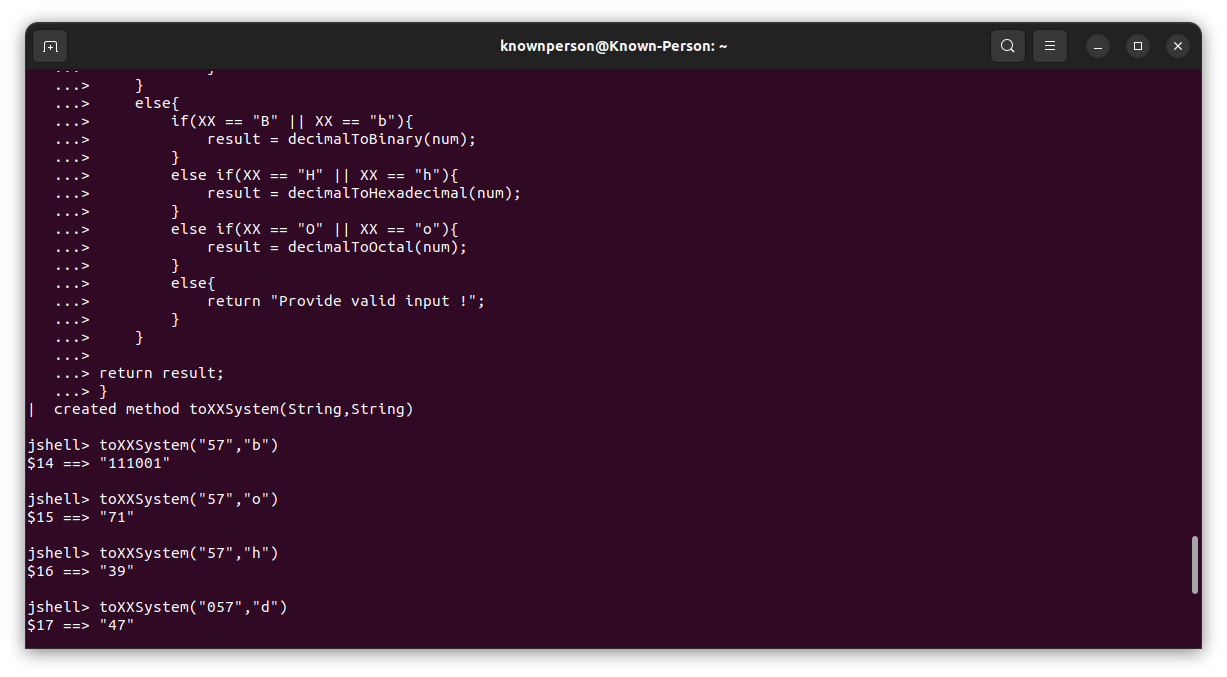 knownperson@Known-Person: ~
...>     }
...>     else{
...>         if(XX == "B" || XX == "b"){
...>             result = decimalToBinary(num);
...>         }
...>         else if(XX == "H" || XX == "h"){
...>             result = decimalToHexadecimal(num);
...>         }
...>         else if(XX == "O" || XX == "o"){
...>             result = decimalToOctal(num);
...>         }
...>         else{
...>             return "Provide valid input !";
...>         }
...>     }
...>
...> return result;
...> }
|  created method toXXSystem(String,String)
jshell> toXXSystem("57","b")
$14 ==> "111001"
jshell> toXXSystem("57","o")
$15 ==> "71"
jshell> toXXSystem("57","h")
$16 ==> "39"
jshell> toXXSystem("057","d")
$17 ==> "47"